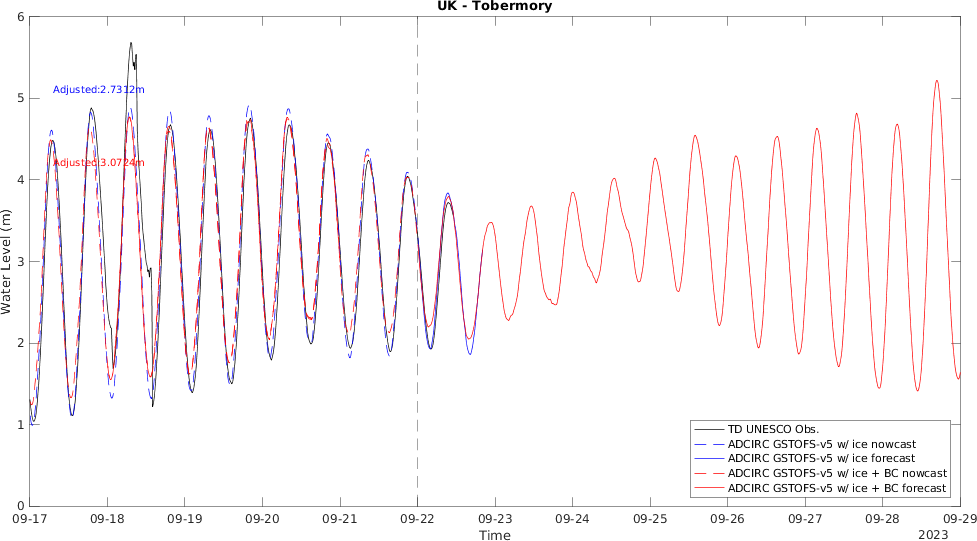 UK - Tobermory
6
5
4
3
2
1
0
Water Level (m)
Adjusted:2.7312m
Adjusted:3.0724m
TD UNESCO Obs.
ADCIRC GSTOFS-v5 w/ ice nowcast
ADCIRC GSTOFS-v5 w/ ice forecast
ADCIRC GSTOFS-v5 w/ ice + BC nowcast
ADCIRC GSTOFS-v5 w/ ice + BC forecast
09-17 09-18 09-19 09-20 09-21 09-22 09-23 09-24 09-25 09-26 09-27 09-28 09-29
Time 2023